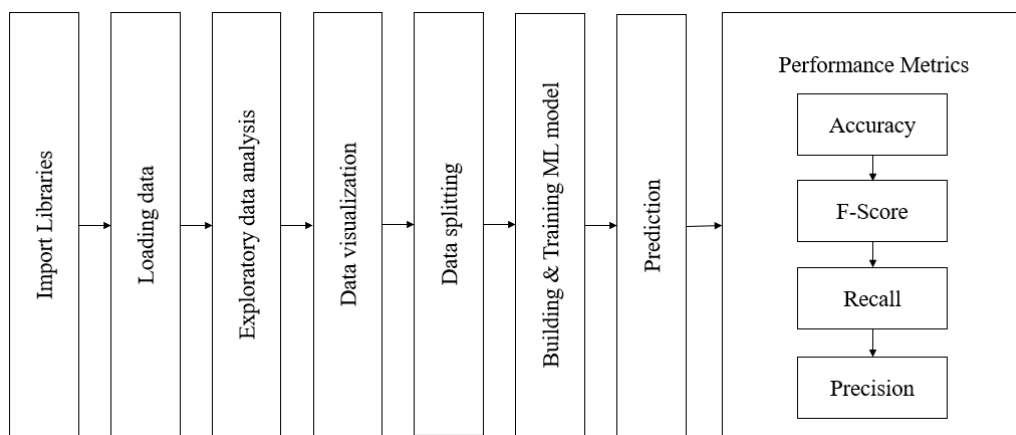 Import Libraries
Loading data
Exploratory data analysis
Data visualization
Data splitting
Building & Training ML model
Prediction
Performance Metrics
Accuracy
F-Score
Recall
Precision